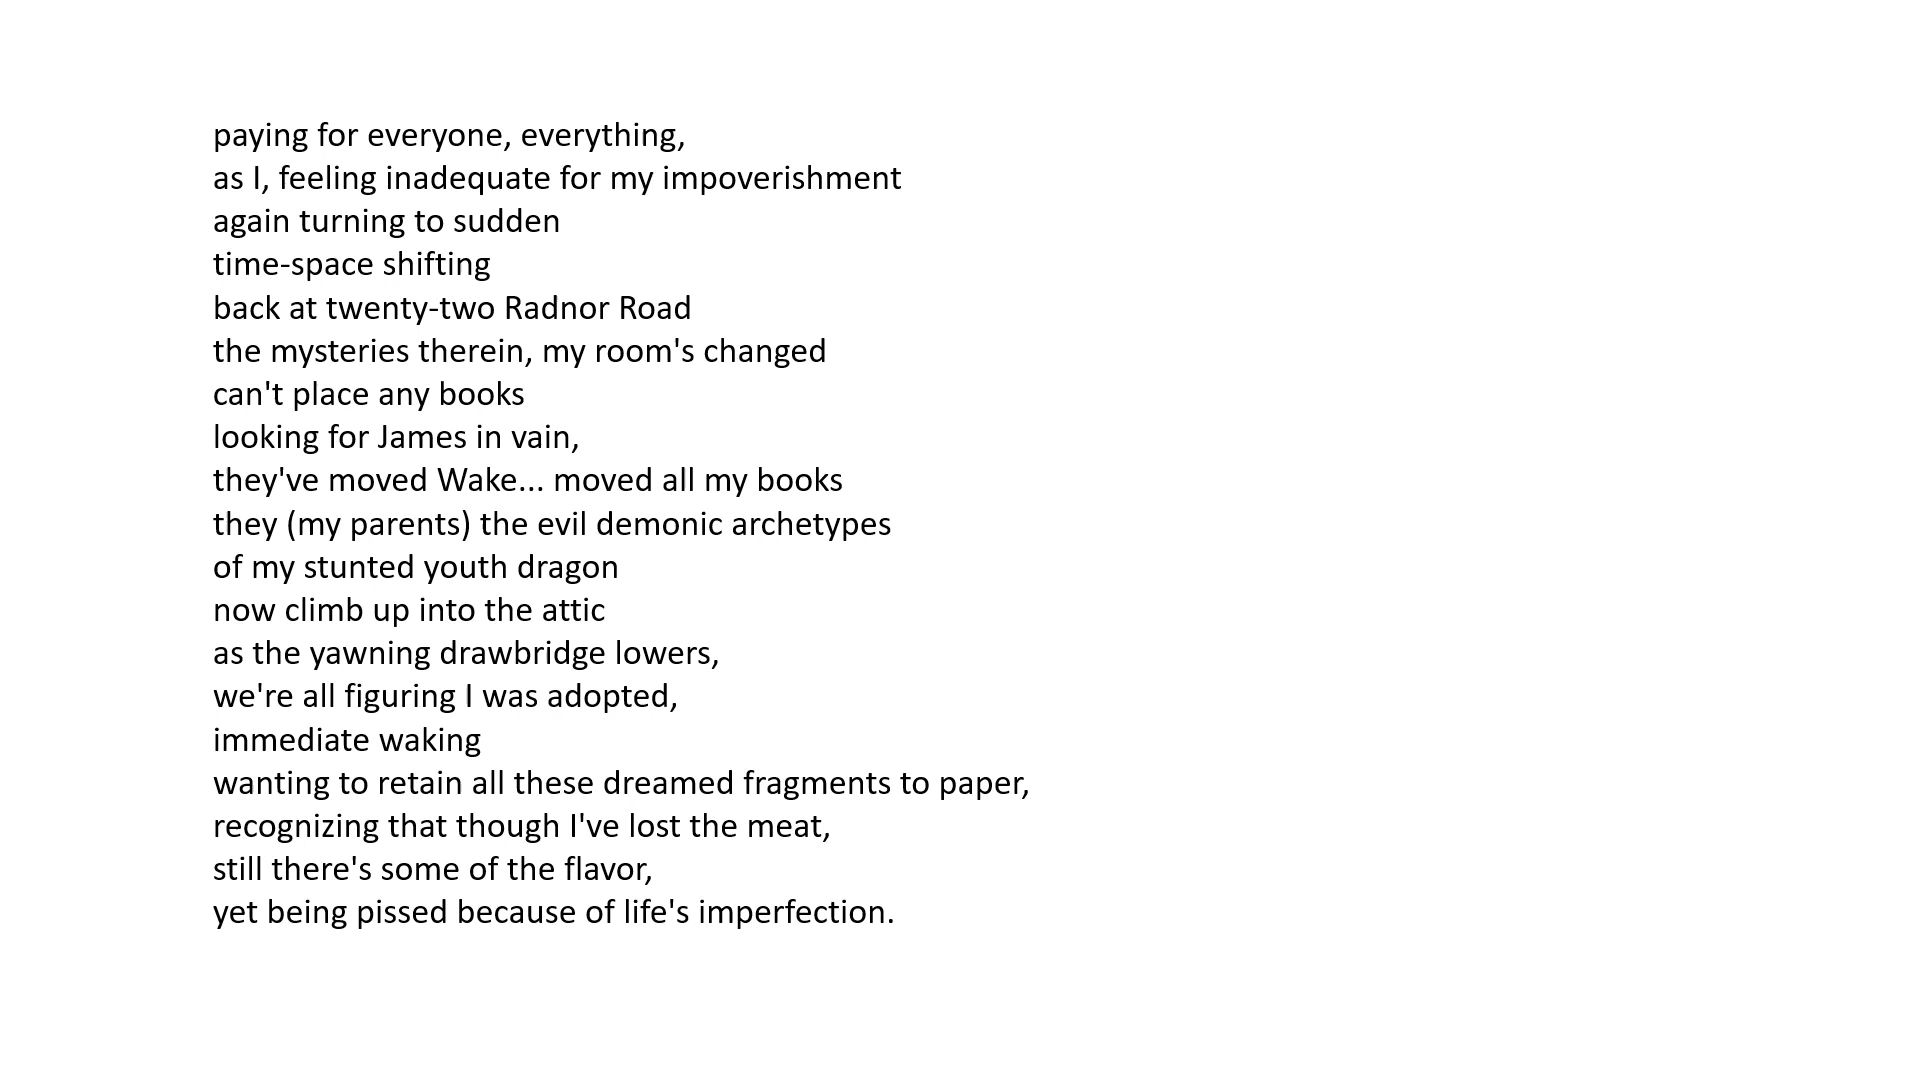 paying for everyone, everything,
as I, feeling inadequate for my impoverishment
again turning to sudden
time-space shifting
back at twenty-two Radnor Road
the mysteries therein, my room's changed
can't place any books
looking for James in vain,
they've moved Wake... moved all my books
they (my parents) the evil demonic archetypes
of my stunted youth dragon
now climb up into the attic
as the yawning drawbridge lowers,
we're all figuring I was adopted,
immediate waking
wanting to retain all these dreamed fragments to paper,
recognizing that though I've lost the meat,
still there's some of the flavor,
yet being pissed because of life's imperfection.